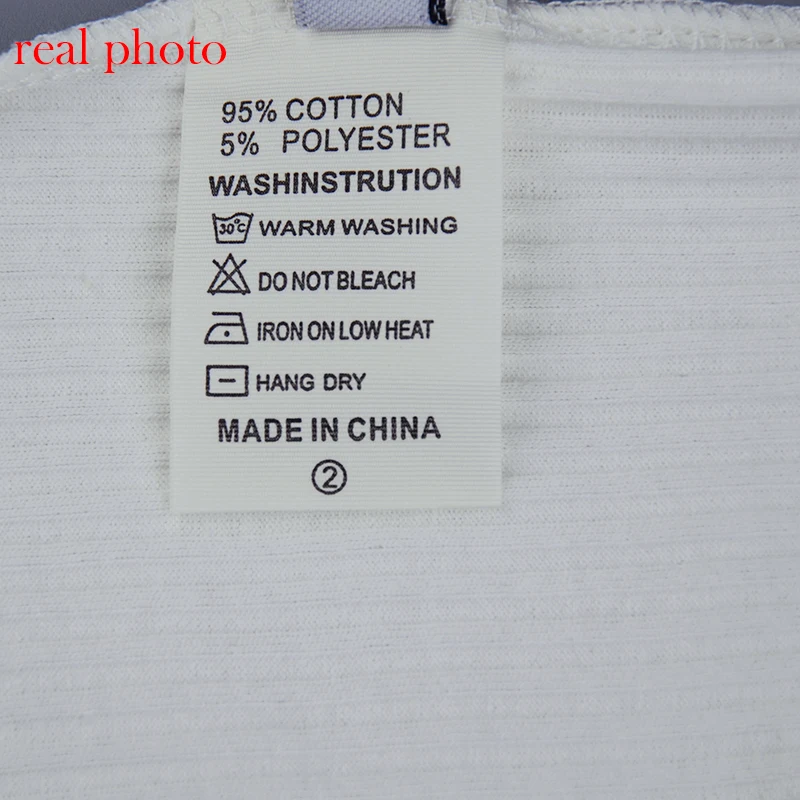 real photo
95% COTTON
5% POLYESTER
WASHINSTRUTION
30°C WARM WASHING
DO NOT BLEACH
IRON ON LOW HEAT
HANG DRY
MADE IN CHINA
②